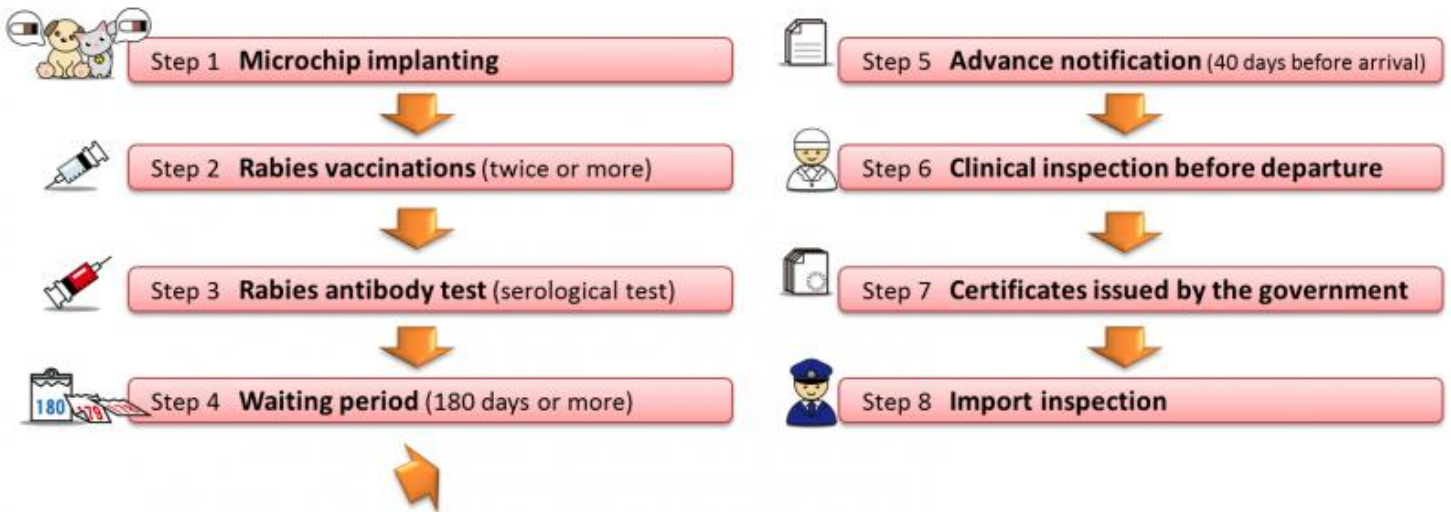 Step 1 Microchip implanting
Step 2 Rabies vaccinations (twice or more)
Step 3 Rabies antibody test (serological test)
180
179
Step 4 Waiting period (180 days or more)
Step 5 Advance notification (40 days before arrival)
Step 6 Clinical inspection before departure
Step 7 Certificates issued by the government
Step 8 Import inspection